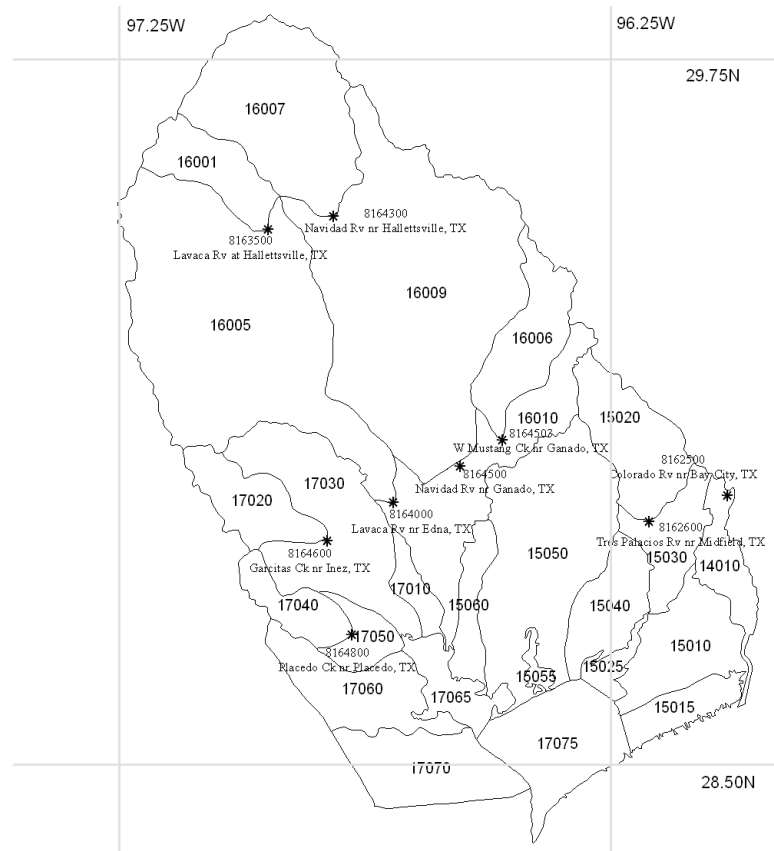 97.25W
96.25W
29.75N
16007
16001
8164300
Navidad Rv nr Hallettsville, TX
8163500
Lavaca Rv at Hallettsville, TX
16009
16005
16006
16010
15020
8164503
W Mustang Ck nr Ganado, TX
8162500
Colorado Rv nr Bay City, TX
8164500
Navidad Rv nr Ganado, TX
17030
17020
8164000
Lavaca Rv nr Edna, TX
8162600
Tres Palacios Rv nr Midfield, TX
8164600
Garcitas Ck nr Inez, TX
15050
15030
14010
17010
17040
15060
15040
17050
8164800
Placedo Ck nr Placedo, TX
15010
15025
15055
17060
17065
15015
17075
17070
28.50N